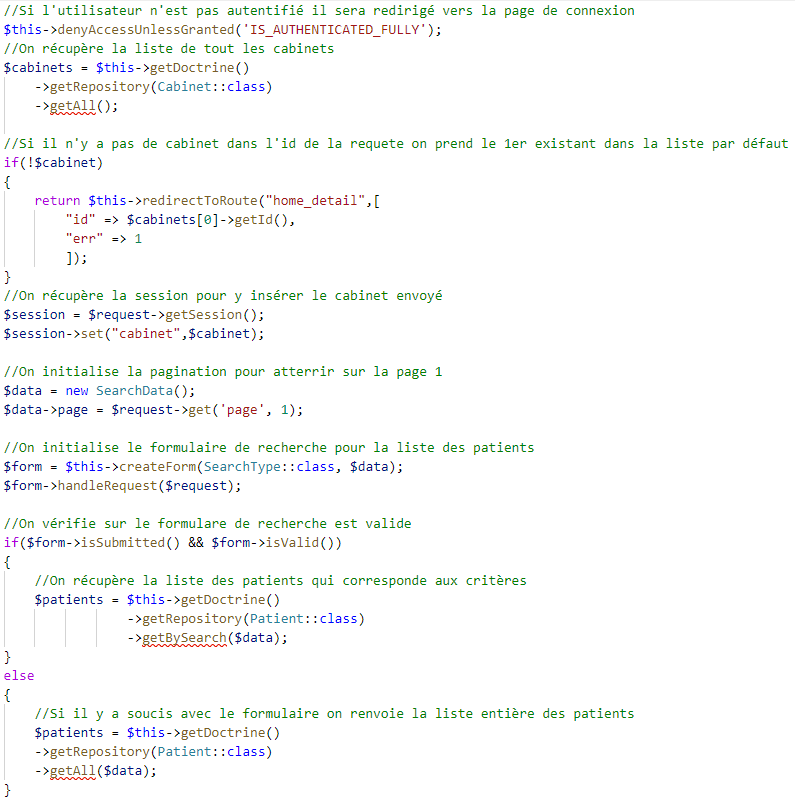 //Si l'utilisateur n'est pas autentifié il sera redirigé vers la page de connexion
$this->denyAccessUnlessGranted('IS_AUTHENTICATED_FULLY');
//On récupère la liste de tout les cabinets
$cabinets = $this->getDoctrine()
->getRepository(Cabinet::class)
->getAll();
//Si il n'y a pas de cabinet dans l'id de la requete on prend le 1er existant dans la liste par défaut
if(!$cabinet)
{
return $this->redirectToRoute("home_detail",[
"id" => $cabinets[0]->getId(),
"err" => 1
]);
}
//On récupère la session pour y insérer le cabinet envoyé
$session = $request->getSession();
$session->set("cabinet",$cabinet);
//On initialise la pagination pour atterrir sur la page 1
$data = new SearchData();
$data->page = $request->get('page', 1);
//On initialise le formulaire de recherche pour la liste des patients
$form = $this->createForm(SearchType::class, $data);
$form->handleRequest($request);
//On vérifie sur le formulare de recherche est valide
if($form->isSubmitted() && $form->isValid())
{
//On récupère la liste des patients qui corresponde aux critères
$patients = $this->getDoctrine()
->getRepository(Patient::class)
->getBySearch($data);
}
else
{
//Si il y a soucis avec le formulaire on renvoie la liste entière des patients
$patients = $this->getDoctrine()
->getRepository(Patient::class)
->getAll($data);
}